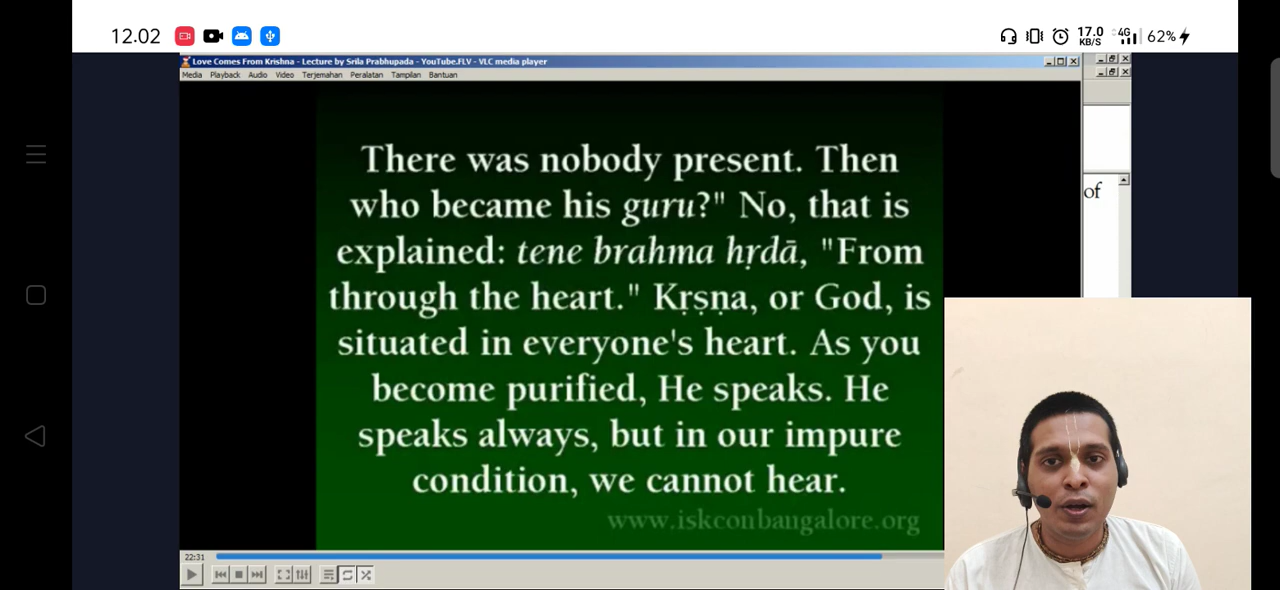 12.02
17.0
KB/S
4G
62%
Love Comes From Krishna - Lecture by Srila Prabhupada - YouTube.FLV - VLC media player
Media Playback Audio Video Terjemahan Peralatan Tampilan Bantuan
There was nobody present. Then
who became his guru?" No, that is
explained: tene brahma hṛdā, "From
through the heart." Kṛṣṇa, or God, is
situated in everyone's heart. As you
become purified, He speaks. He
speaks always, but in our impure
condition, we cannot hear.
www.iskconbangalore.org
of
22:31